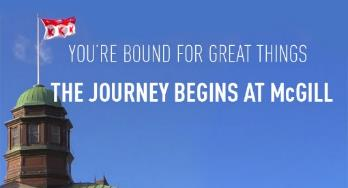 YOU'RE BOUND FOR GREAT THINGS
THE JOURNEY BEGINS AT McGILL